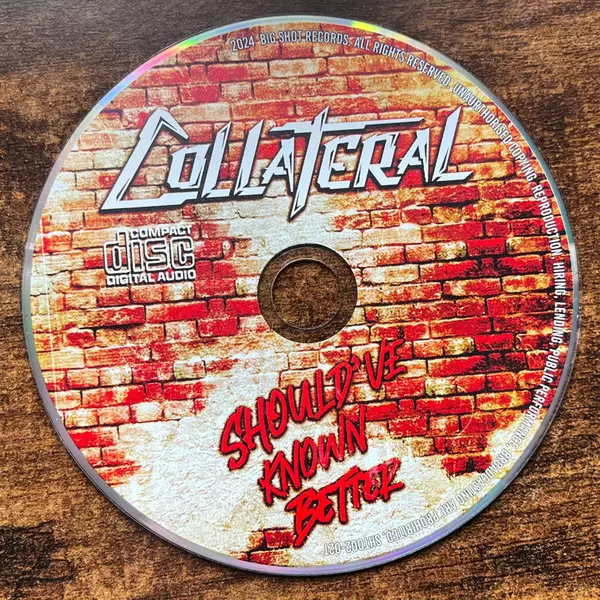 2024 BIG SHOT RECORDS. ALL RIGHTS RESERVED. UNAUTHORISED COPYING, REPRODUCTION, HIRING, LENDING, PUBLIC PERFORMANCE, BROADCASTING ARE PROHIBITED.
COLLATERAL
COMPACT
disc
DIGITAL AUDIO
SHOULD'VE
KNOWN
BETTER